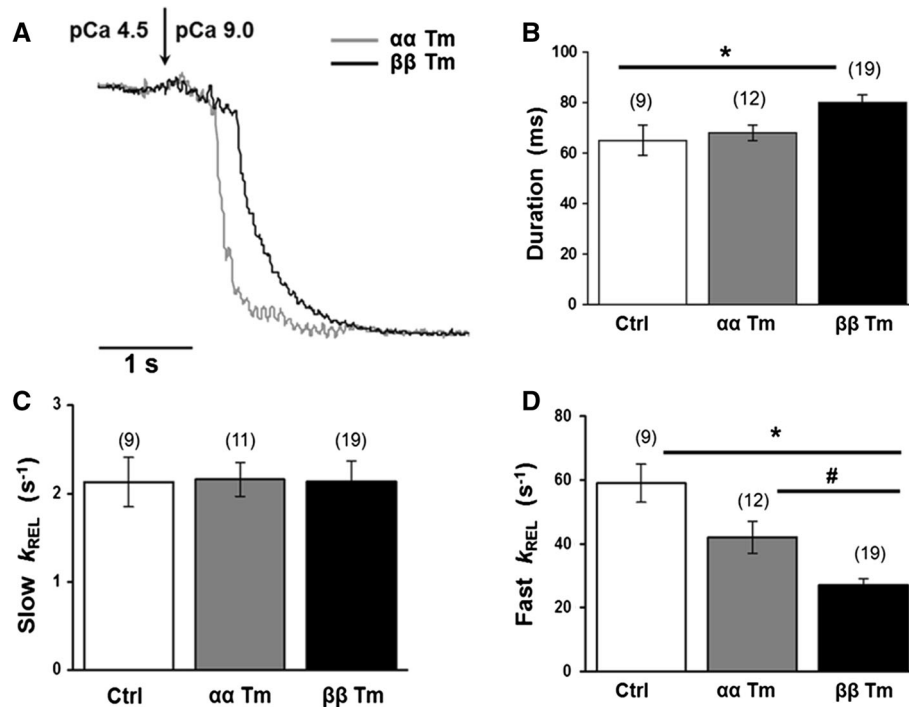 A
pCa 4.5
pCa 9.0
αα Tm
ββ Tm
1 s
B
Duration (ms)
100
80
60
40
20
0
*
(9)
(12)
(19)
Ctrl
αα Tm
ββ Tm
C
Slow kREL (s-1)
3
2
1
0
(9)
(11)
(19)
Ctrl
αα Tm
ββ Tm
D
Fast kREL (s-1)
80
60
40
20
0
(9)
*
#
(12)
(19)
Ctrl
αα Tm
ββ Tm